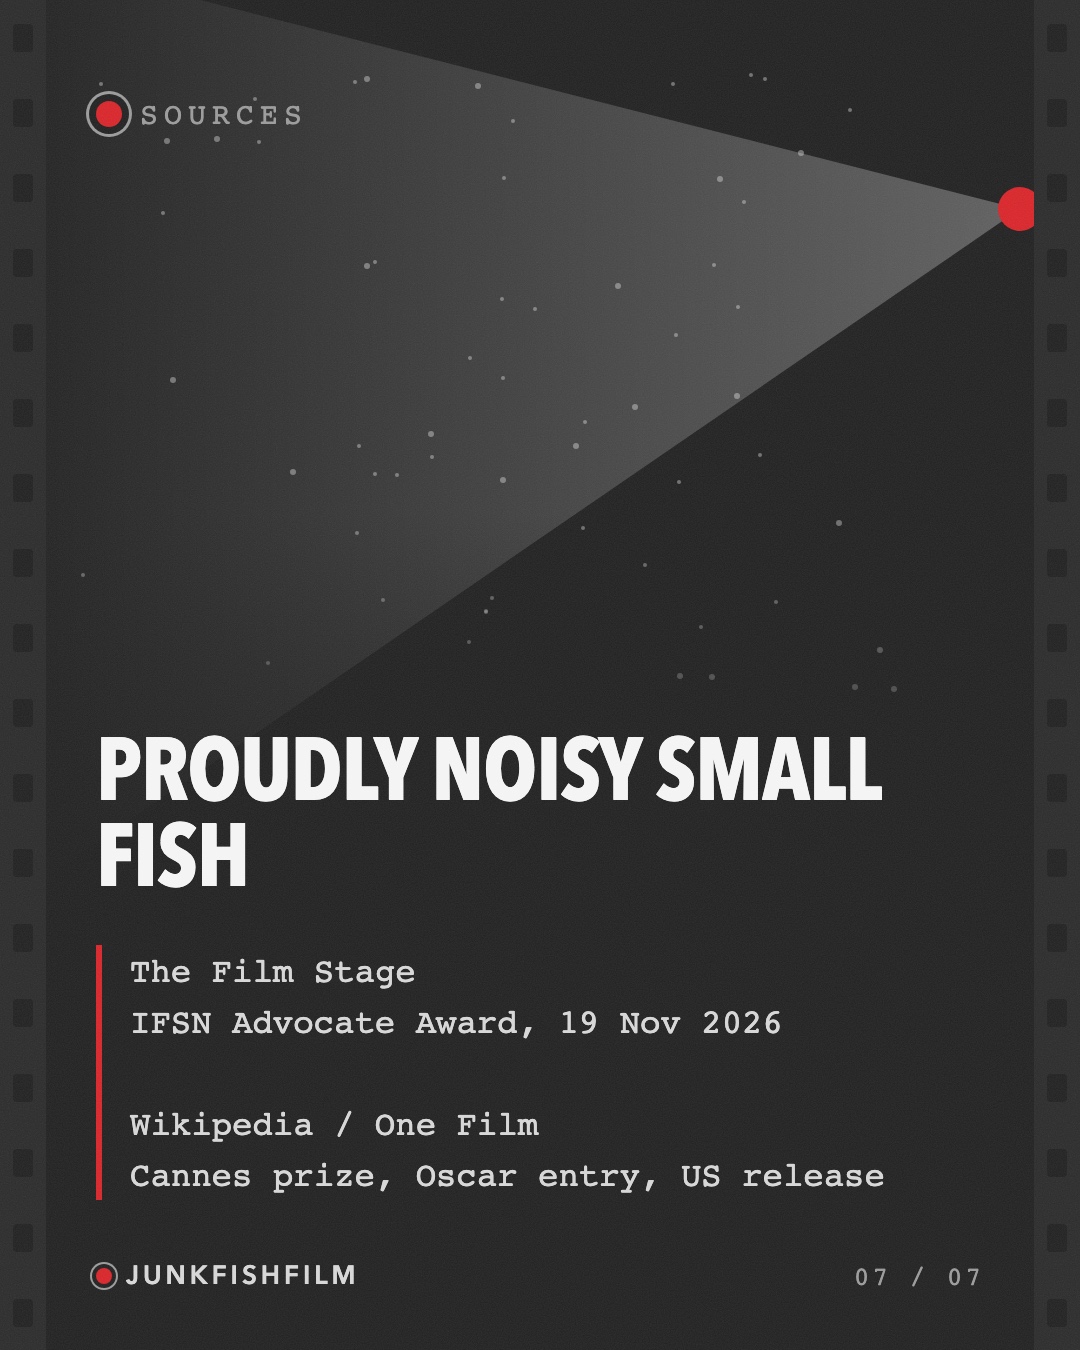 SOURCES
PROUDLY NOISY SMALL
FISH
The Film Stage
IFSN Advocate Award, 19 Nov 2026
Wikipedia / One Film
Cannes prize, Oscar entry, US release
JUNKFISHFILM
07 / 07